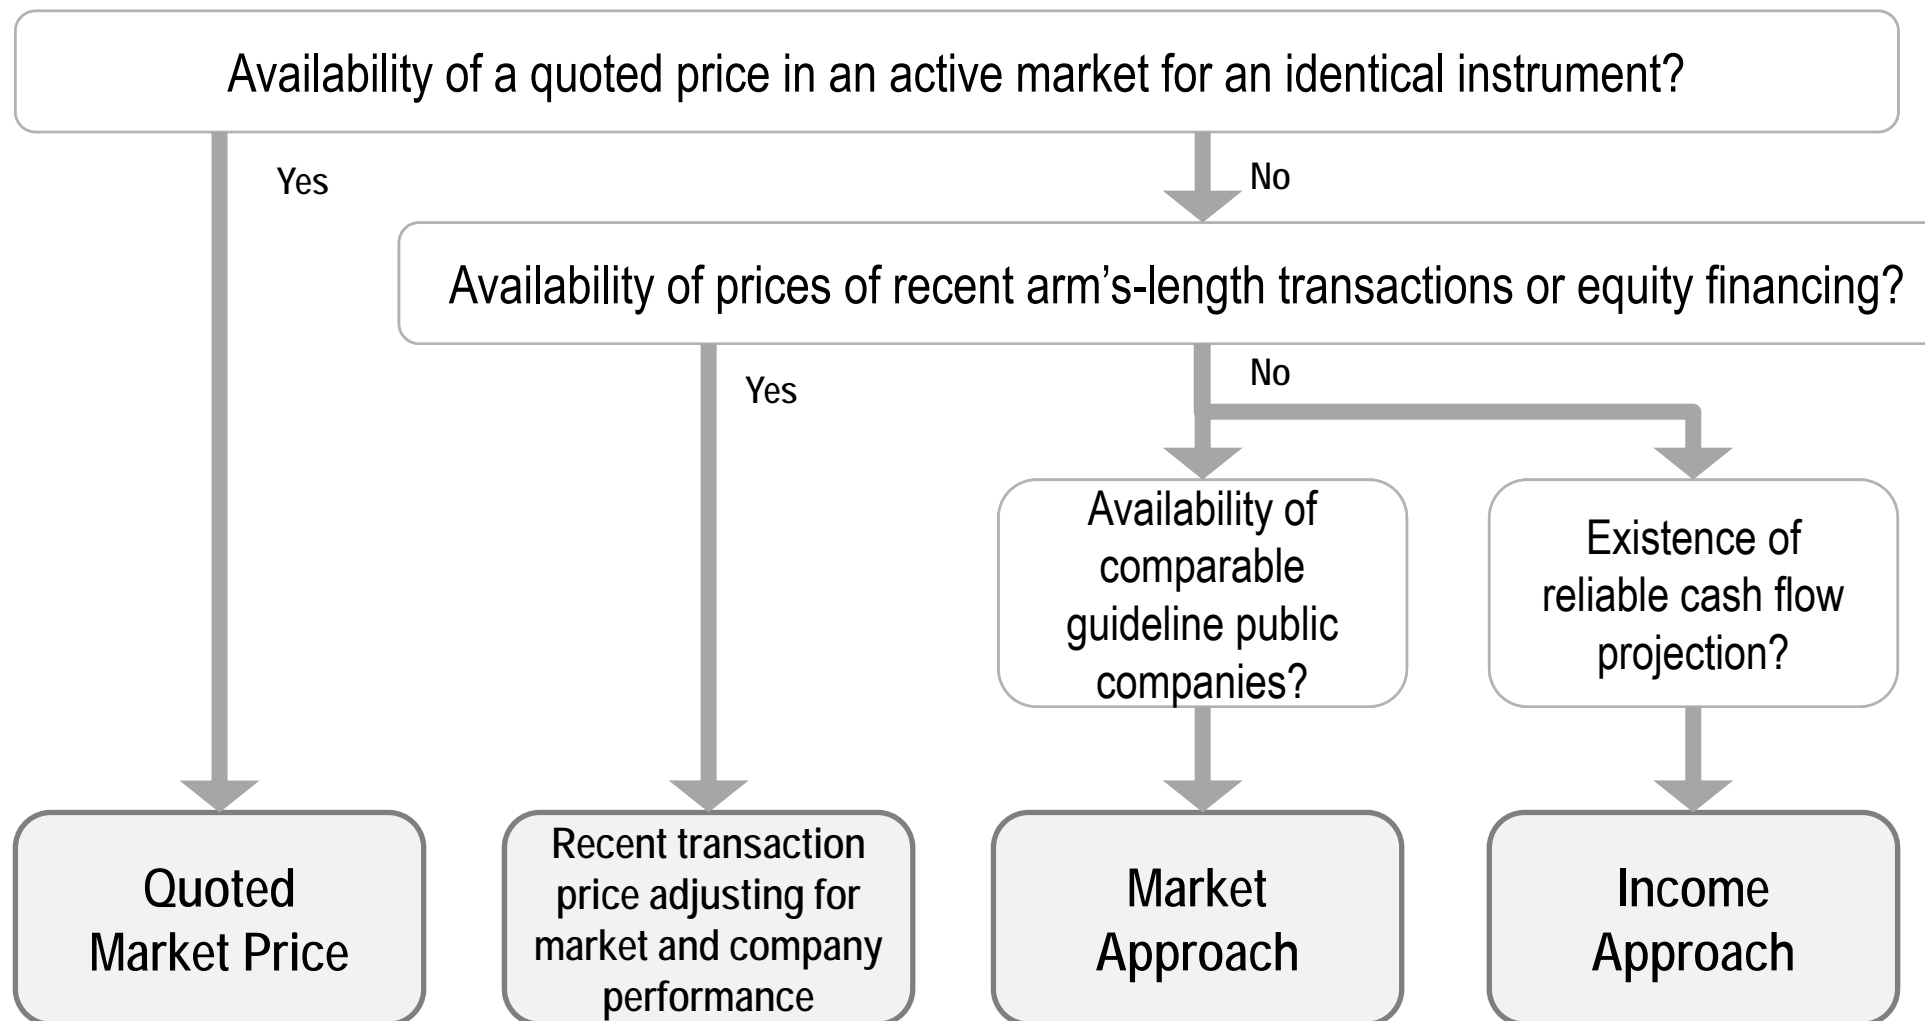 Availability of a quoted price in an active market for an identical instrument?
Yes
No
Availability of prices of recent arm’s-length transactions or equity financing?
Yes
No
Availability of
comparable
guideline public
companies?
Existence of
reliable cash flow
projection?
Quoted
Market Price
Recent transaction
price adjusting for
market and company
performance
Market
Approach
Income
Approach